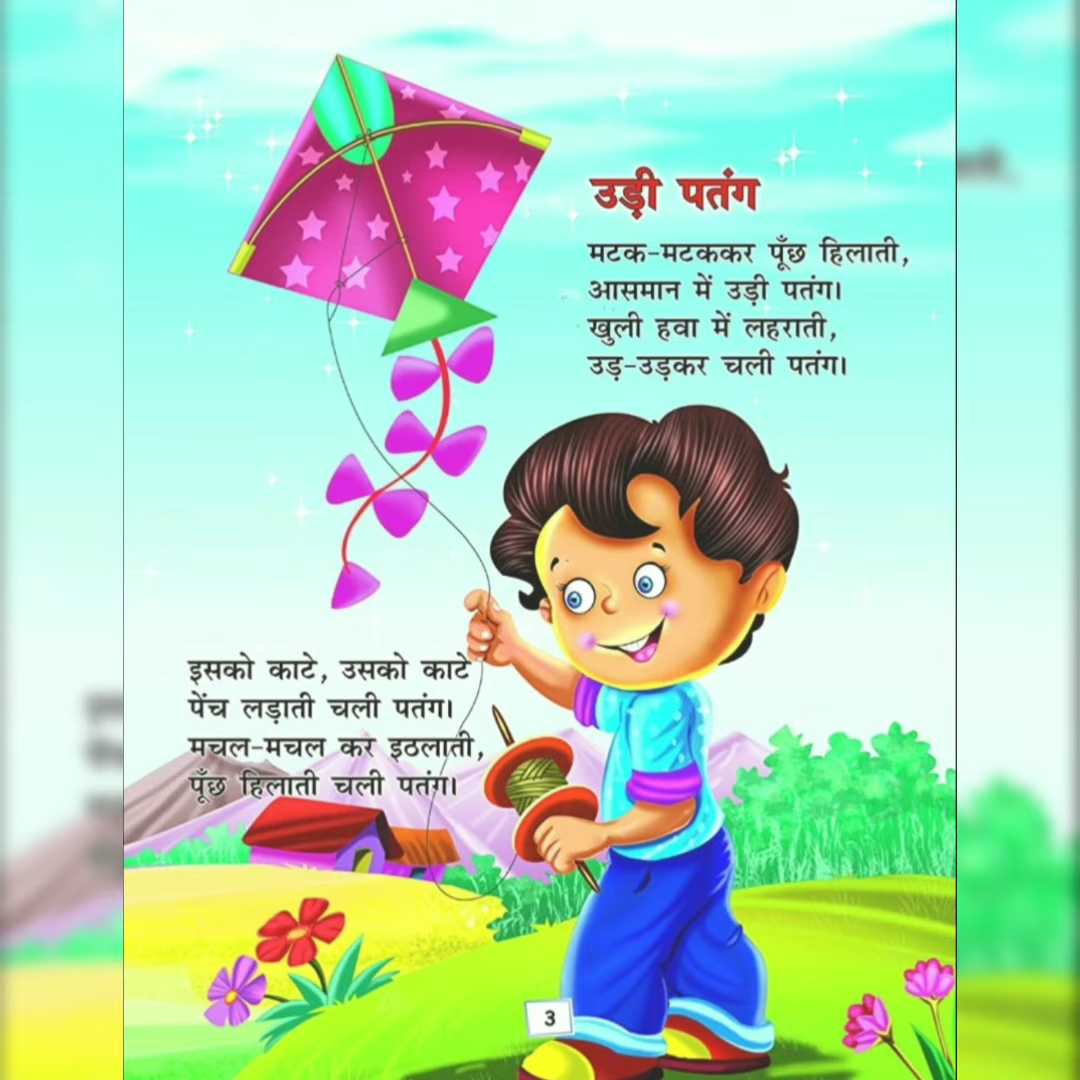 उड़ी पतंग
मटक-मटककर पूँछ हिलाती,
आसमान में उड़ी पतंग।
खुली हवा में लहराती,
उड़-उड़कर चली पतंग।
इसको काटे, उसको काटे
पेंच लड़ाती चली पतंग।
मचल-मचल कर इठलाती,
पूँछ हिलाती चली पतंग।
3